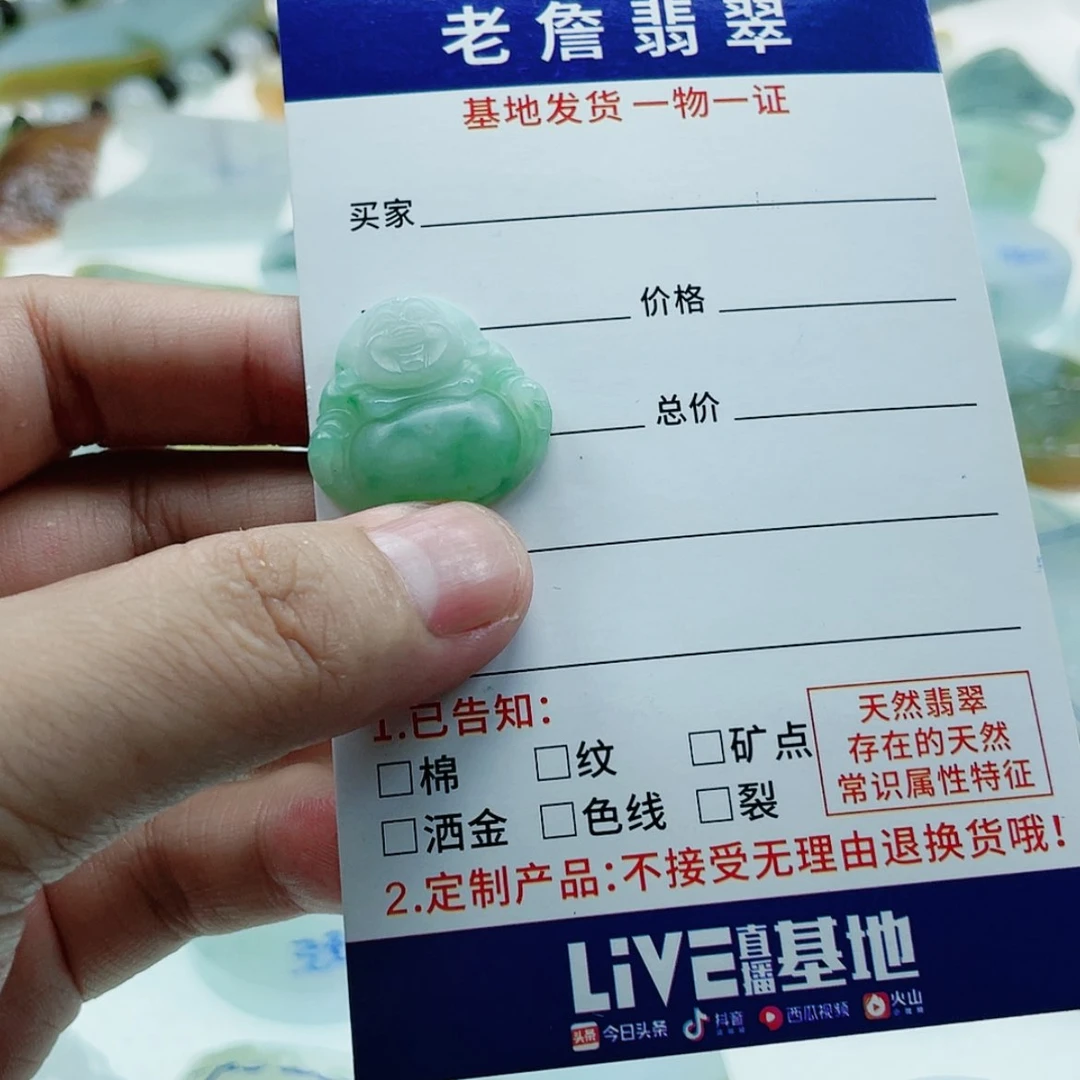 老詹翡翠
基地发货 一物一证
买家
价格
总价
1.已告知：
□棉 □纹 □矿点
□洒金 □色线 □裂
天然翡翠
存在的天然
常识属性特征
2.定制产品：不接受无理由退换货哦！
LiVE直播基地
头条 今日头条 抖音 西瓜视频 火山